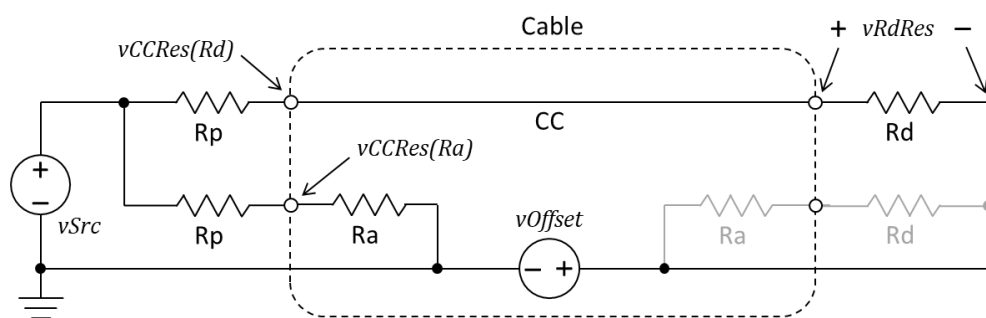 Cable
vCCRes(Rd)
+ vRdRes −
Rp
CC
Rd
vCCRes(Ra)
+
−
vSrc
Rp
Ra
vOffset
− +
Ra
Rd